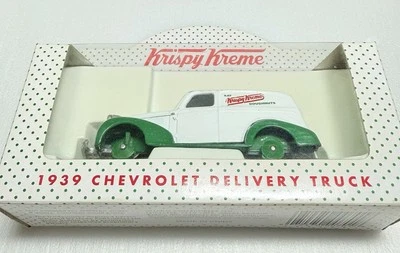 Krispy Kreme
Krispy Kreme
DOUGHNUTS
1939 CHEVROLET DELIVERY TRUCK